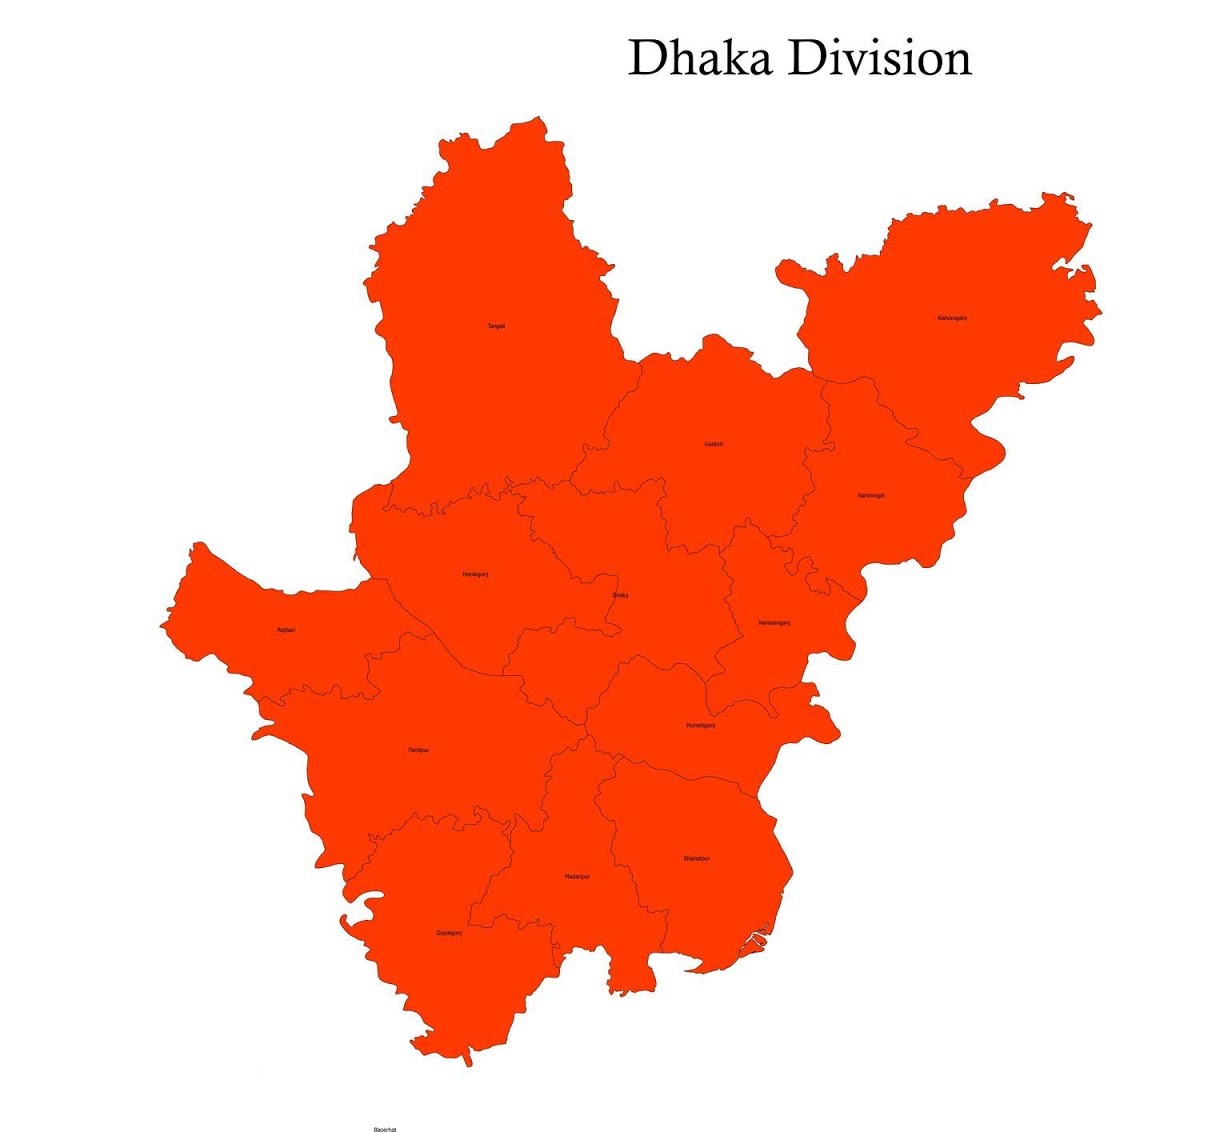 Dhaka Division
Kishoreganj
Tangail
Gazipur
Narshingdi
Manikganj
Dhaka
Narayanganj
Rajbari
Munshiganj
Faridpur
Shariatpur
Madaripur
Gopalganj
Bagerhat